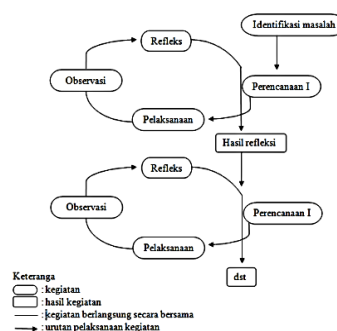 Identifikasi masalah
Refleks
Observasi
Perencanaan I
Pelaksanaan
Hasil refleksi
Refleks
Observasi
Perencanaan I
Pelaksanaan
dst
Keteranga
: kegiatan
: hasil kegiatan
: kegiatan berlangsung secara bersama
: urutan pelaksanaan kegiatan